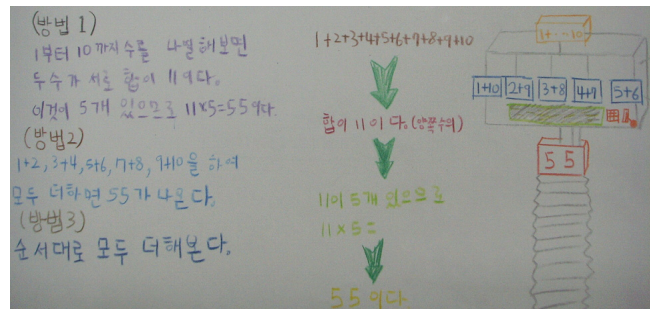 (방법 1)
1부터 10까지 수를 나열해보면
두 수가 서로 합이 11이다.
이것이 5개 있으므로 11×5=55이다.
(방법2)
1+2, 3+4, 5+6, 7+8, 9+10을 하여
모두 더하면 55가 나온다.
(방법3)
순서대로 모두 더해본다.
1+2+3+4+5+6+7+8+9+10
합이 11이다. (양쪽수의)
11이 5개 있으므로
11×5=
55이다
1+...10
1+10 2+9 3+8 4+7 5+6
55